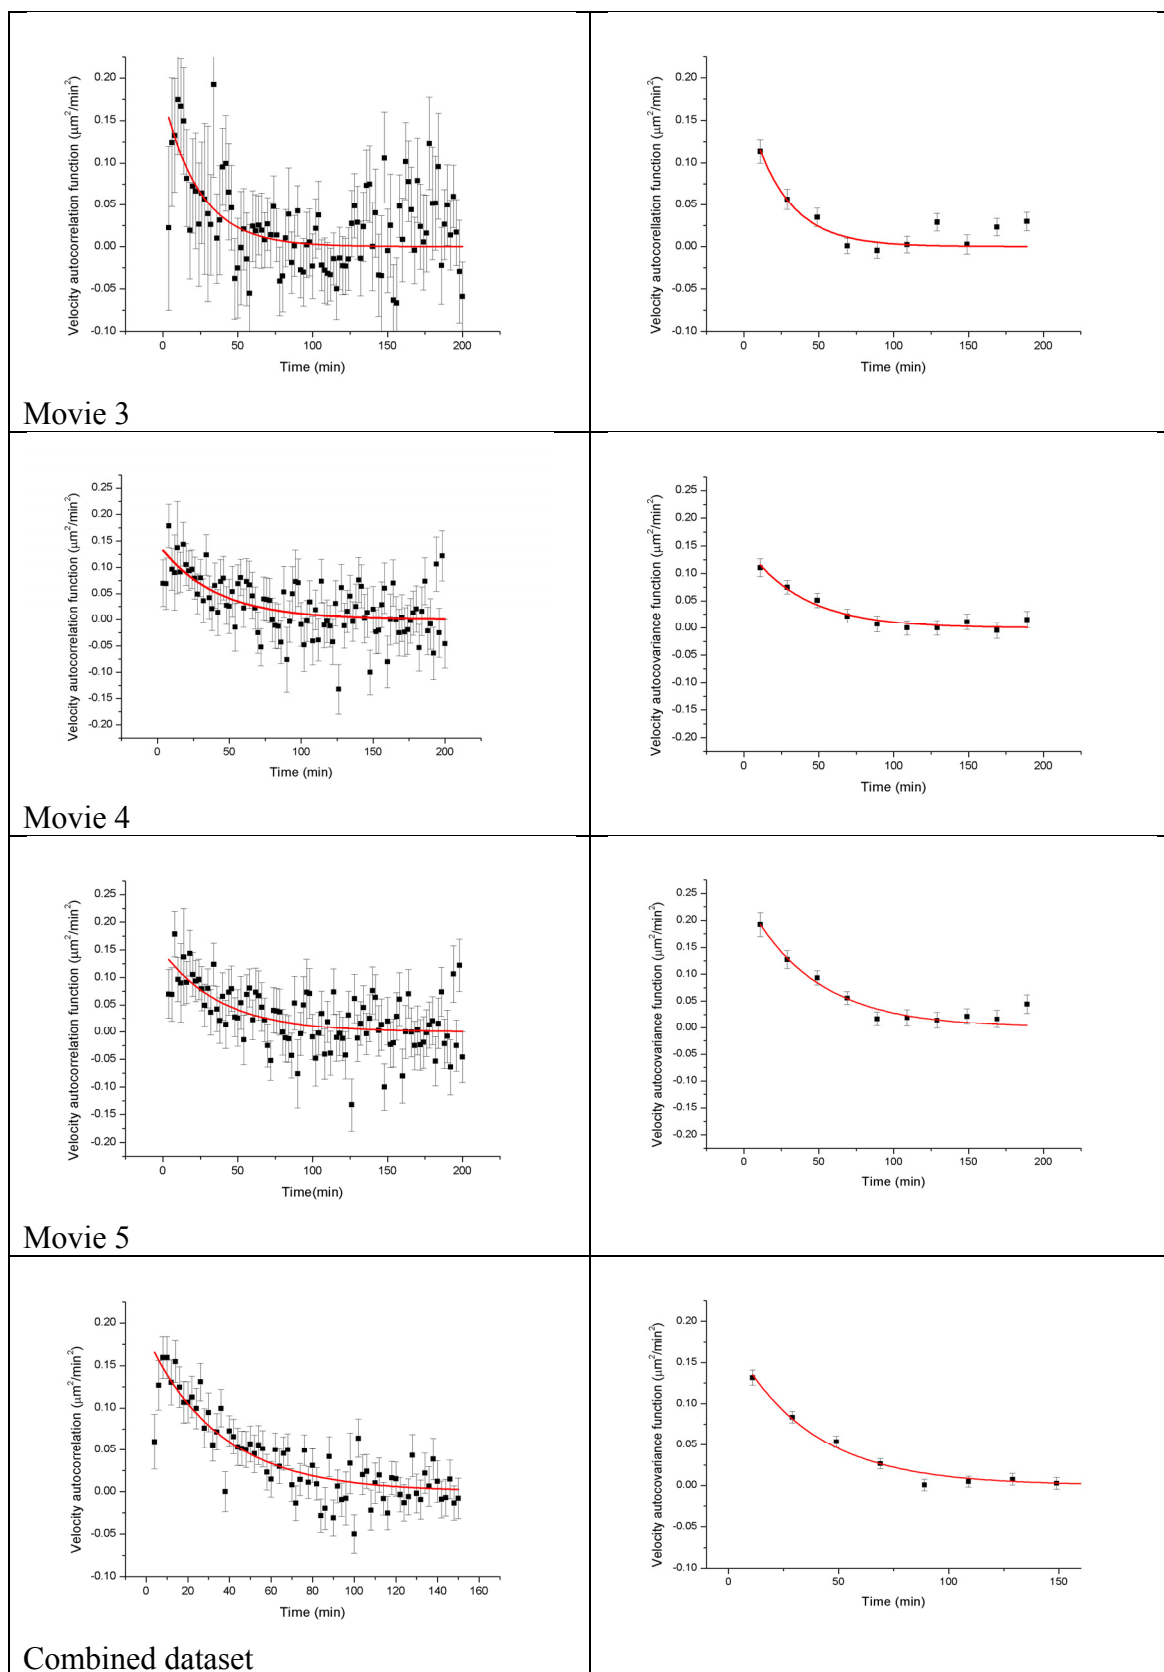 0.20
0.15
0.10
0.05
0.00
-0.05
-0.10
Velocity autocorrelation function (μm²/min²)
0 50 100 150 200
Time (min)
Movie 3
0.20
0.15
0.10
0.05
0.00
-0.05
-0.10
Velocity autocorrelation function (μm²/min²)
0 50 100 150 200
Time (min)
0.25
0.20
0.15
0.10
0.05
0.00
-0.05
-0.10
-0.15
-0.20
Velocity autocorrelation function (μm²/min²)
0 50 100 150 200
Time (min)
Movie 4
0.25
0.20
0.15
0.10
0.05
0.00
-0.05
-0.10
-0.15
-0.20
Velocity autocovariance function (μm²/min²)
0 50 100 150 200
Time (min)
0.25
0.20
0.15
0.10
0.05
0.00
-0.05
-0.10
-0.15
-0.20
Velocity autocorrelation function (μm²/min²)
0 50 100 150 200
Time(min)
Movie 5
0.25
0.20
0.15
0.10
0.05
0.00
-0.05
-0.10
-0.15
-0.20
Velocity autocovariance function (μm²/min²)
0 50 100 150 200
Time (min)
0.20
0.15
0.10
0.05
0.00
-0.05
-0.10
Velocity autocorrelation (μm²/min²)
0 20 40 60 80 100 120 140 160
Time (min)
Combined dataset
0.20
0.15
0.10
0.05
0.00
-0.05
-0.10
Velocity autocovariance function (μm²/min²)
0 50 100 150
Time (min)